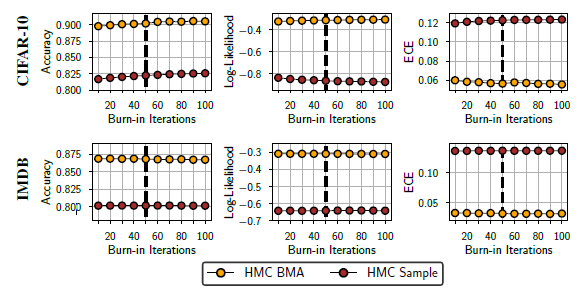 CIFAR-10
Accuracy
0.900
0.875
0.850
0.825
0.800
20 40 60 80 100
Burn-in Iterations
Log-Likelihood
−0.4
−0.6
−0.8
20 40 60 80 100
Burn-in Iterations
ECE
0.12
0.10
0.08
0.06
20 40 60 80 100
Burn-in Iterations
IMDB
Accuracy
0.875
0.850
0.825
0.800
20 40 60 80 100
Burn-in Iterations
Log-Likelihood
−0.3
−0.4
−0.5
−0.6
−0.7
20 40 60 80 100
Burn-in Iterations
ECE
0.10
0.05
20 40 60 80 100
Burn-in Iterations
HMC BMA
HMC Sample